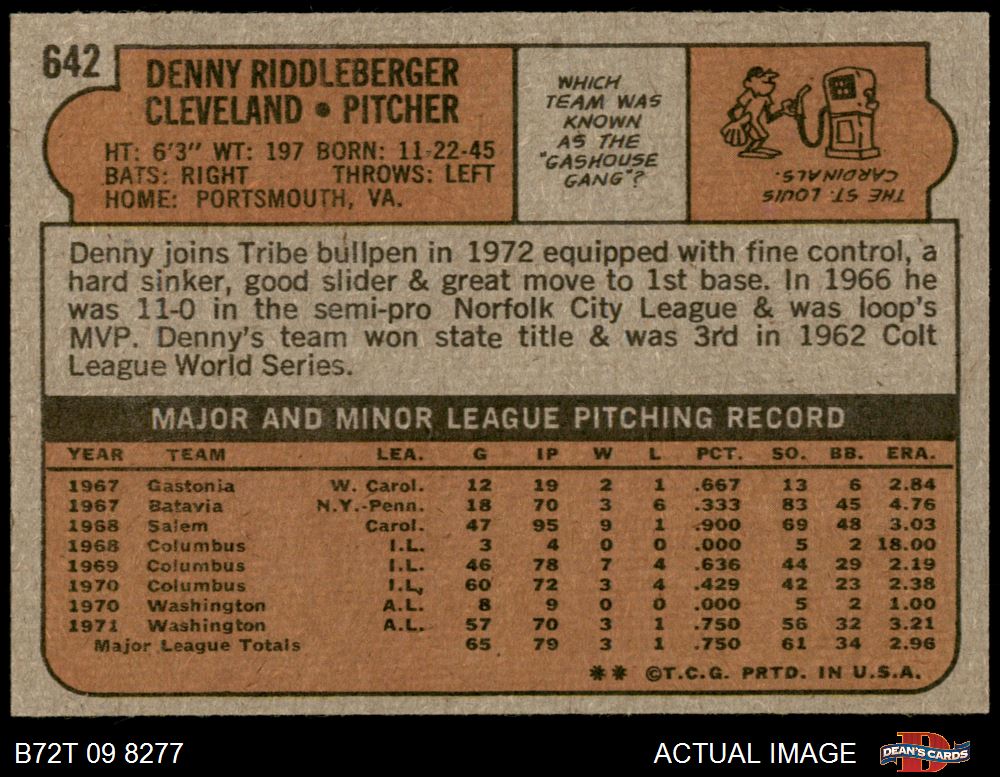 642
DENNY RIDDLEBERGER
CLEVELAND • PITCHER
HT: 6'3" WT: 197 BORN: 11-22-45
BATS: RIGHT THROWS: LEFT
HOME: PORTSMOUTH, VA.
WHICH
TEAM WAS
KNOWN
AS THE
"GASHOUSE
GANG"?
THE ST. LOUIS
CARDINALS.
Denny joins Tribe bullpen in 1972 equipped with fine control, a
hard sinker, good slider & great move to 1st base. In 1966 he
was 11-0 in the semi-pro Norfolk City League & was loop's
MVP. Denny's team won state title & was 3rd in 1962 Colt
League World Series.
MAJOR AND MINOR LEAGUE PITCHING RECORD
YEAR TEAM LEA. G IP W L PCT. SO. BB. ERA.
1967 Gastonia W. Carol. 12 19 2 1 .667 13 6 2.84
1967 Batavia N.Y.-Penn. 18 70 3 6 .333 83 45 4.76
1968 Salem Carol. 47 95 9 1 .900 69 48 3.03
1968 Columbus I.L. 3 4 0 0 .000 5 2 18.00
1969 Columbus I.L. 46 78 7 4 .636 44 29 2.19
1970 Columbus I.L. 60 72 3 4 .429 42 23 2.38
1970 Washington A.L. 8 9 0 0 .000 5 2 1.00
1971 Washington A.L. 57 70 3 1 .750 56 32 3.21
Major League Totals 65 79 3 1 .750 61 34 2.96
** ©T.C.G. PRTD. IN U.S.A.
B72T 09 8277
ACTUAL IMAGE
DEAN'S CARDS